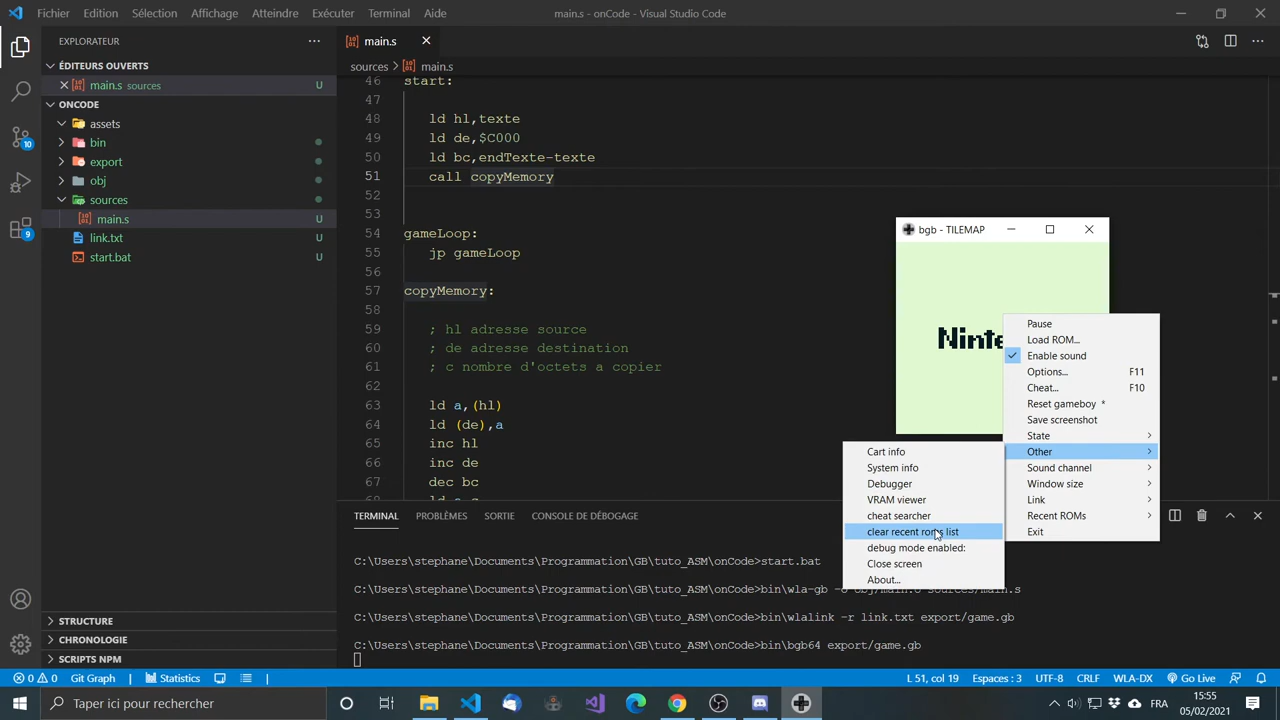 Fichier Edition Sélection Affichage Atteindre Exécuter Terminal Aide
main.s - onCode - Visual Studio Code
EXPLORATEUR
ÉDITEURS OUVERTS
main.s sources U
ONCODE
assets
bin
export
obj
sources
main.s U
link.txt U
start.bat U
STRUCTURE
CHRONOLOGIE
SCRIPTS NPM
10
9
main.s
sources > main.s
46 start:
47
48 ld hl,texte
49 ld de,$C000
50 ld bc,endTexte-texte
51 call copyMemory
52
53
54 gameLoop:
55 jp gameLoop
56
57 copyMemory:
58
59 ; hl adresse source
60 ; de adresse destination
61 ; c nombre d'octets a copier
62
63 ld a,(hl)
64 ld (de),a
65 inc hl
66 inc de
67 dec bc
68 ld a,c
bgb - TILEMAP
Ninte
Pause
Load ROM...
Enable sound
Options... F11
Cheat... F10
Reset gameboy *
Save screenshot
State
Other
Sound channel
Window size
Link
Recent ROMs
Exit
Cart info
System info
Debugger
VRAM viewer
cheat searcher
clear recent roms list
debug mode enabled:
Close screen
About...
TERMINAL PROBLÈMES SORTIE CONSOLE DE DÉBOGAGE
C:\Users\stephane\Documents\Programmation\GB\tuto_ASM\onCode>start.bat
C:\Users\stephane\Documents\Programmation\GB\tuto_ASM\onCode>bin\wla-gb -o obj/main.o sources/main.s
C:\Users\stephane\Documents\Programmation\GB\tuto_ASM\onCode>bin\wlalink -r link.txt export/game.gb
C:\Users\stephane\Documents\Programmation\GB\tuto_ASM\onCode>bin\bgb64 export/game.gb
0 0 Git Graph Statistics
L 51, col 19 Espaces : 3 UTF-8 CRLF WLA-DX Go Live
Taper ici pour rechercher
FRA
15:55
05/02/2021